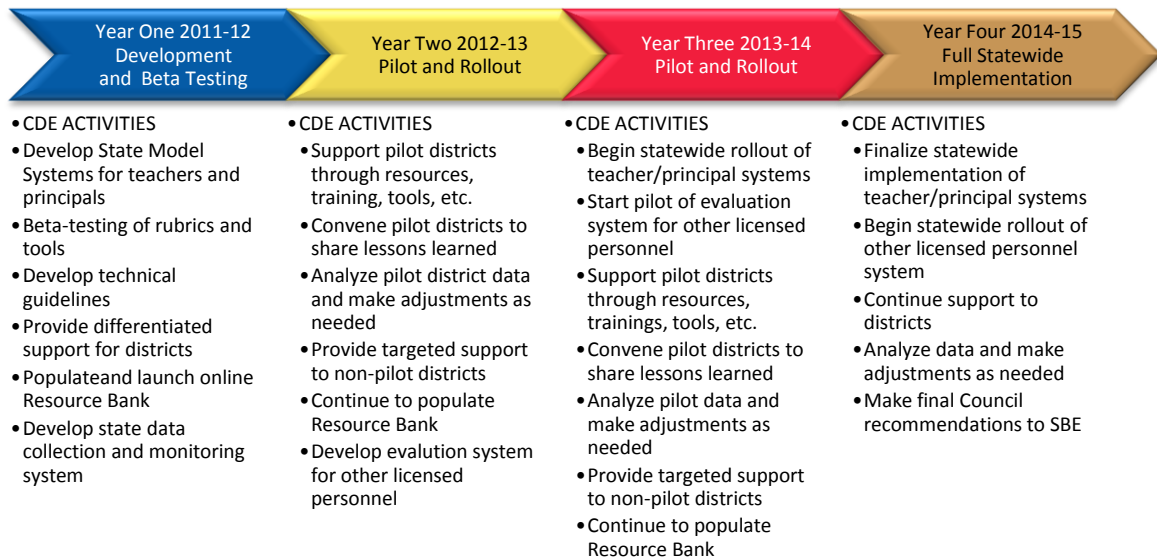 Year One 2011-12
Development
and Beta Testing
Year Two 2012-13
Pilot and Rollout
Year Three 2013-14
Pilot and Rollout
Year Four 2014-15
Full Statewide
Implementation
•CDE ACTIVITIES
•Develop State Model
Systems for teachers and
principals
•Beta-testing of rubrics and
tools
•Develop technical
guidelines
•Provide differentiated
support for districts
•Populateand launch online
Resource Bank
•Develop state data
collection and monitoring
system
•CDE ACTIVITIES
•Support pilot districts
through resources,
training, tools, etc.
•Convene pilot districts to
share lessons learned
•Analyze pilot district data
and make adjustments as
needed
•Provide targeted support
to non-pilot districts
•Continue to populate
Resource Bank
•Develop evalution system
for other licensed
personnel
•CDE ACTIVITIES
•Begin statewide rollout of
teacher/principal systems
•Start pilot of evaluation
system for other licensed
personnel
•Support pilot districts
through resources,
trainings, tools, etc.
•Convene pilot districts to
share lessons learned
•Analyze pilot data and
make adjustments as
needed
•Provide targeted support
to non-pilot districts
•Continue to populate
Resource Bank
•CDE ACTIVITIES
•Finalize statewide
implementation of
teacher/principal systems
•Begin statewide rollout of
other licensed personnel
system
•Continue support to
districts
•Analyze data and make
adjustments as needed
•Make final Council
recommendations to SBE